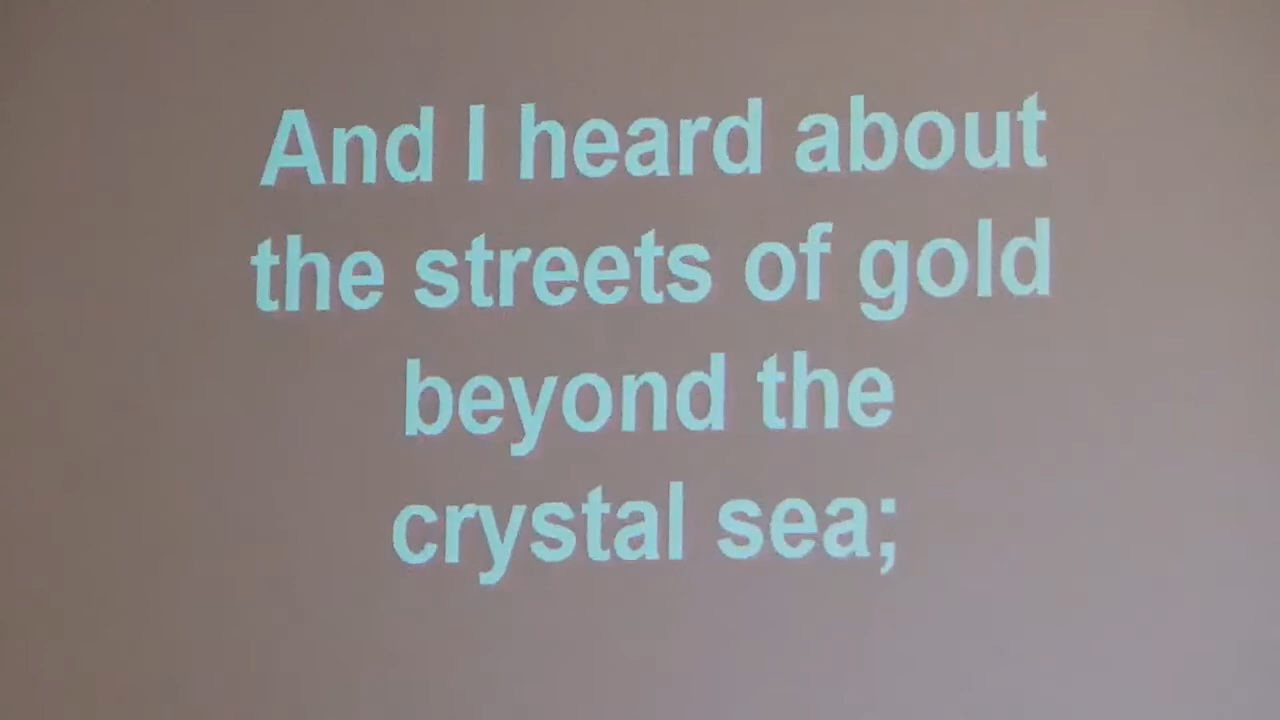 And I heard about
the streets of gold
beyond the
crystal sea;